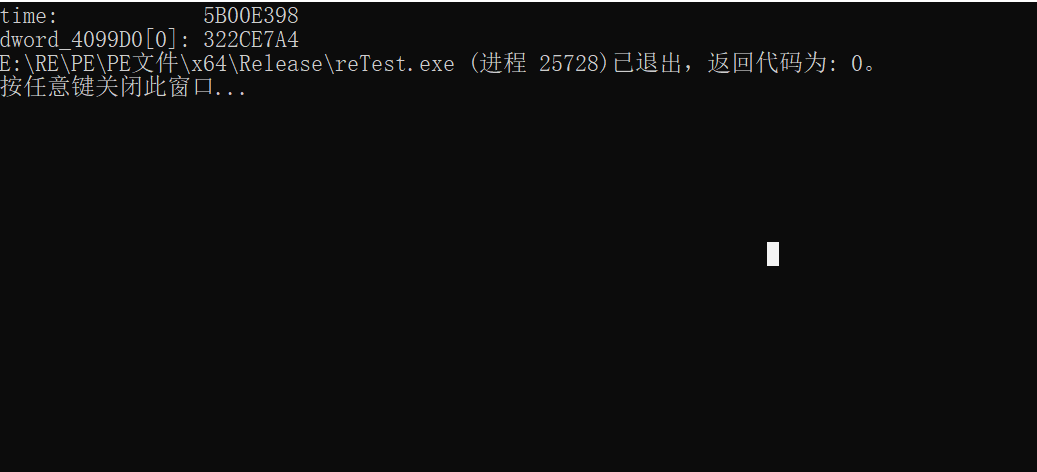 time:            5B00E398
dword_4099D0[0]: 322CE7A4
E:\RE\PE\PE文件\x64\Release\reTest.exe (进程 25728)已退出，返回代码为: 0。
按任意键关闭此窗口...